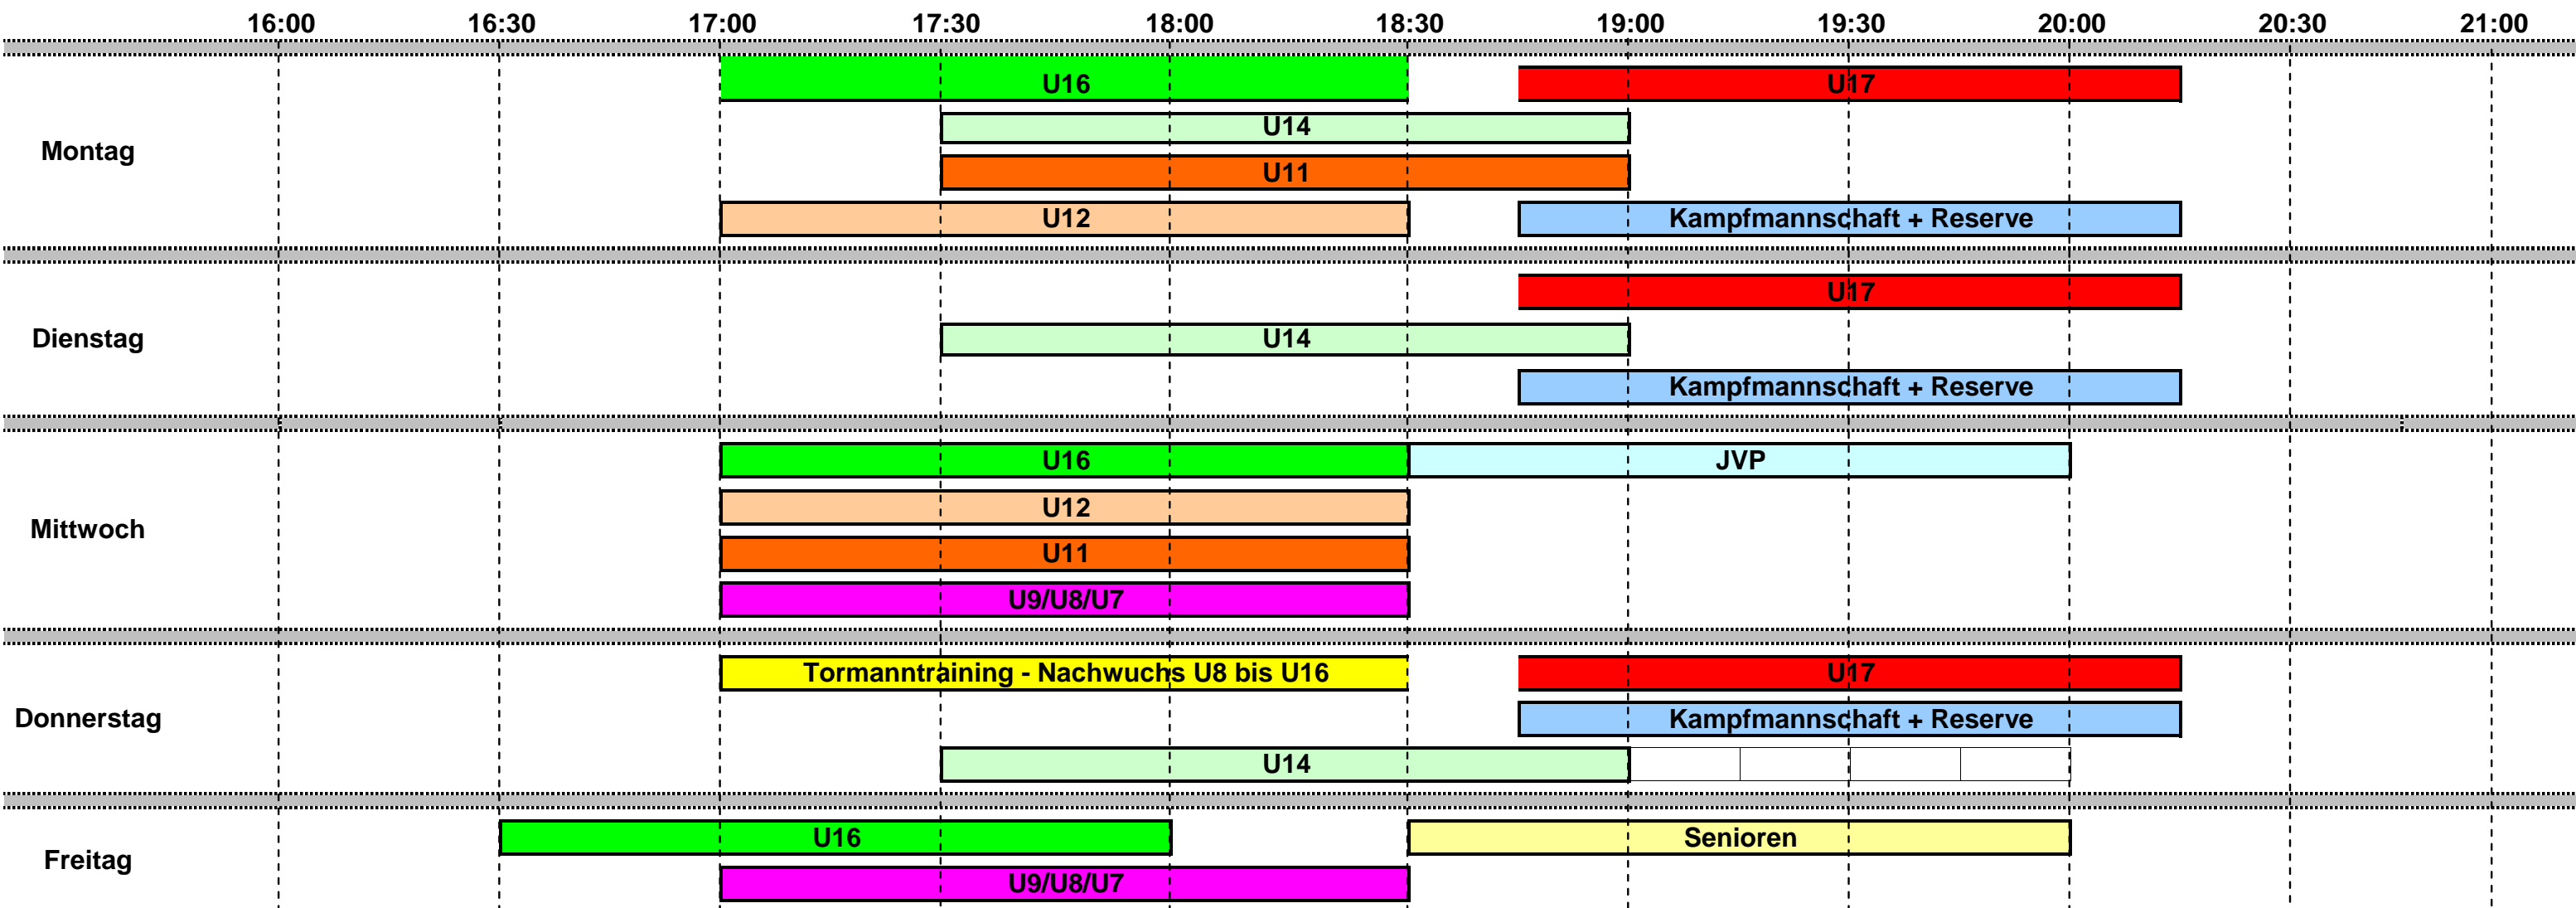 16:00 16:30 17:00 17:30 18:00 18:30 19:00 19:30 20:00 20:30 21:00
Montag
U16 U17
U14
U11
U12 Kampfmannschaft + Reserve
Dienstag
U17
U14
Kampfmannschaft + Reserve
Mittwoch
U16 JVP
U12
U11
U9/U8/U7
Donnerstag
Tormanntraining - Nachwuchs U8 bis U16 U17
Kampfmannschaft + Reserve
U14
Freitag
U16 Senioren
U9/U8/U7